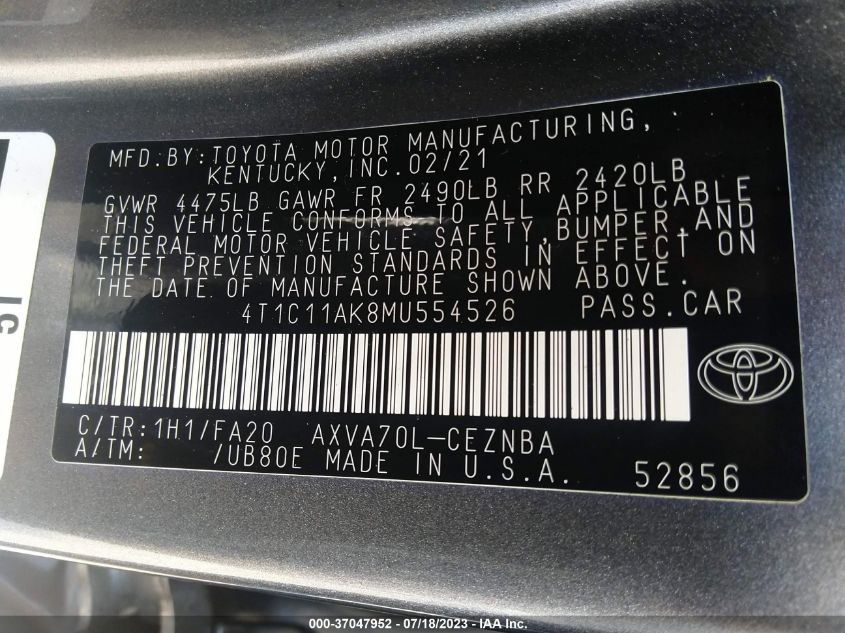 MFD.BY:TOYOTA MOTOR MANUFACTURING,
KENTUCKY,INC.02/21
GVWR 4475LB GAWR FR 2490LB RR 2420LB
THIS VEHICLE CONFORMS TO ALL APPLICABLE
FEDERAL MOTOR VEHICLE SAFETY,BUMPER,AND
THEFT PREVENTION STANDARDS IN EFFECT ON
THE DATE OF MANUFACTURE SHOWN ABOVE.
4T1C11AK8MU554526 PASS.CAR
C/TR:1H1/FA20 AXVA70L-CEZNBA
A/TM: /UB80E MADE IN U.S.A. 52856
000-37047952 / 07/18/2023 - IAA Inc.